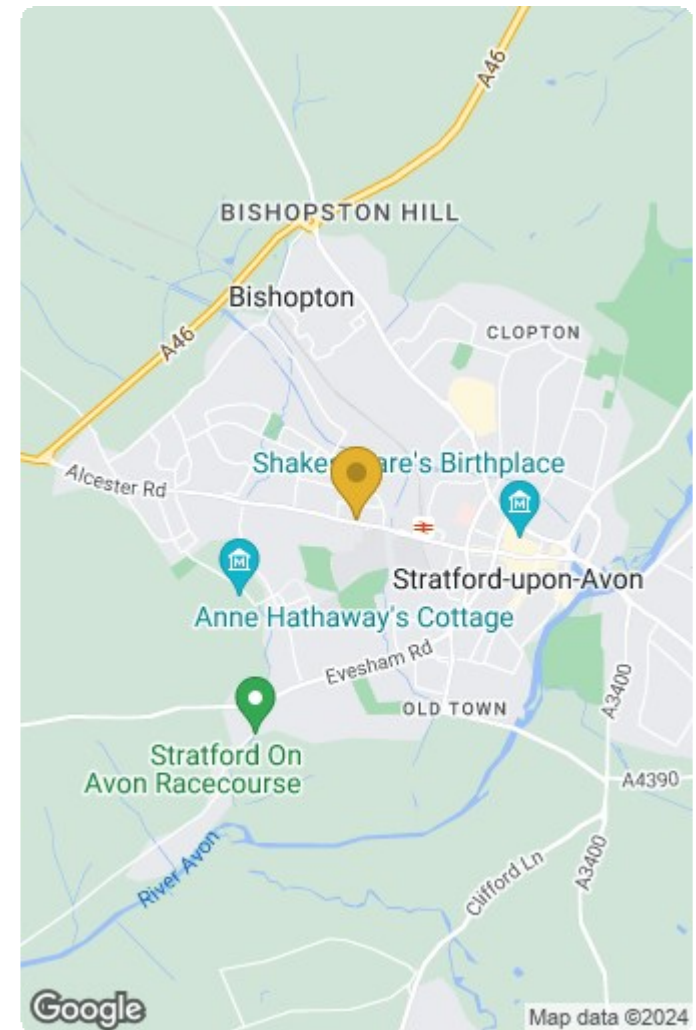 A46
BISHOPSTON HILL
Bishopton
CLOPTON
A46
Alcester Rd
Birthplace
Stratford-upon-Avon
Anne Hathaway's Cottage
Evesham Rd
A3400
OLD TOWN
Stratford On
Avon Racecourse
A4390
River Avon
Clifford Ln
A3400
Google
Map data ©2024